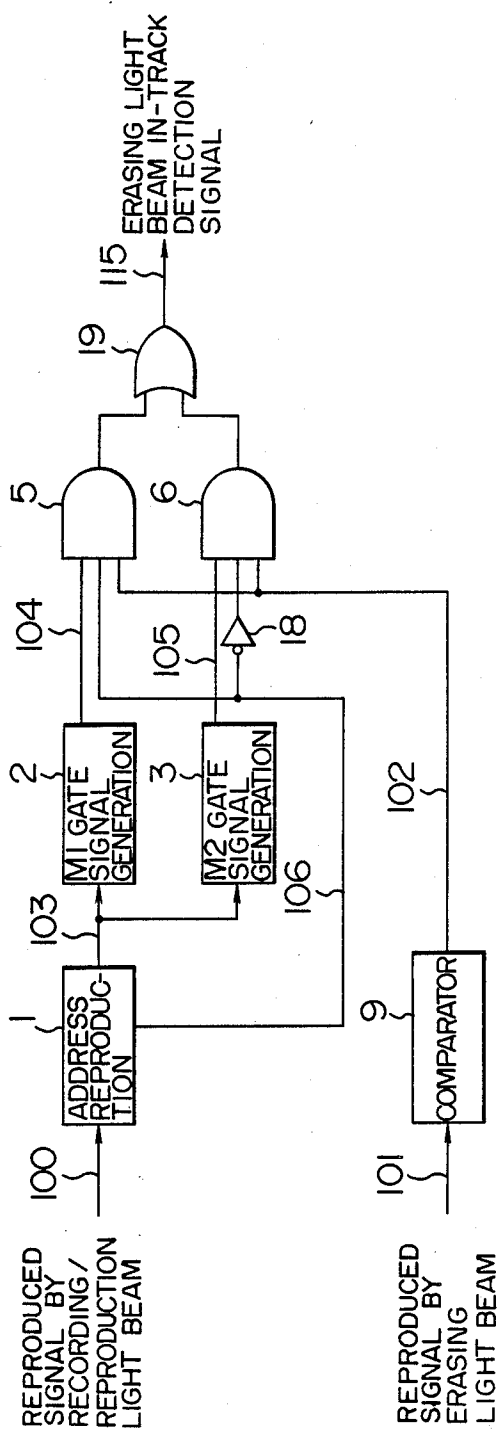 REPRODUCED
SIGNAL BY
RECORDING/
REPRODUCTION
LIGHT BEAM
100
1
ADDRESS
REPRODUC-
TION
103
2
M1 GATE
SIGNAL
GENERATION
104
3
M2 GATE
SIGNAL
GENERATION
105
106
18
5
6
19
115
ERASING LIGHT
BEAM IN-TRACK
DETECTION
SIGNAL
REPRODUCED
SIGNAL BY
ERASING
LIGHT BEAM
101
9
COMPARATOR
102